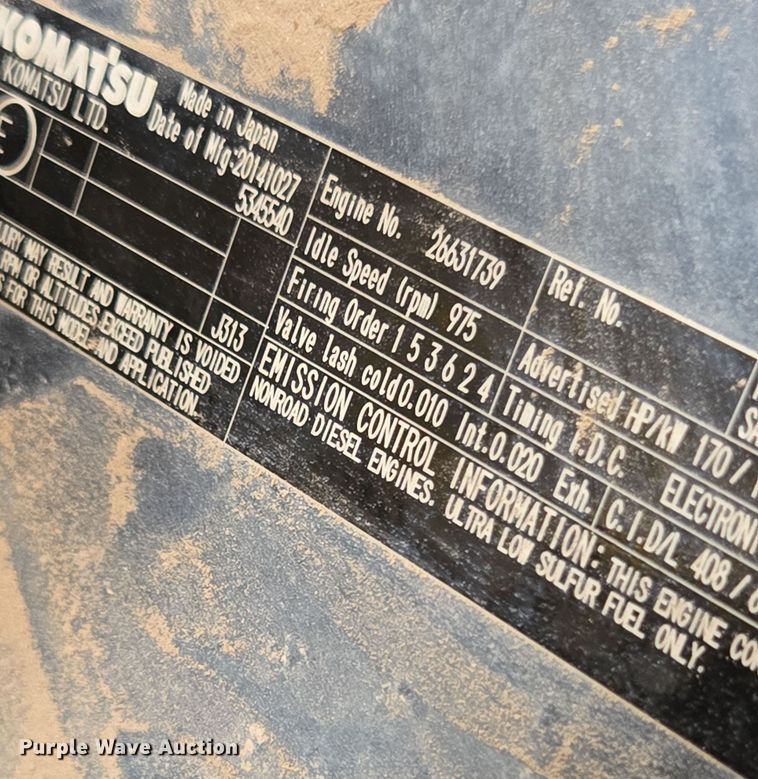 KOMATSU
KOMATSU LTD.
Made in Japan
Date of Mfg.20141027
5345540
J313
RESULT AND WARRANTY IS VOIDED
RPM OR ALTITUDES EXCEED PUBLISHED
FOR THIS MODEL AND APPLICATION.
Engine No. 26631739
Idle Speed (rpm) 975
Firing Order 1 5 3 6 2 4
Valve lash cold 0.010 Int. 0.020 Exh.
Ref. No.
Advertised HP/kW 170 /
Timing T.D.C. ELECTRONI
C.I.D/L 408 / 6
EMISSION CONTROL INFORMATION: THIS ENGINE CO
NONROAD DIESEL ENGINES. ULTRA LOW SULFUR FUEL ONLY.
Purple Wave Auction